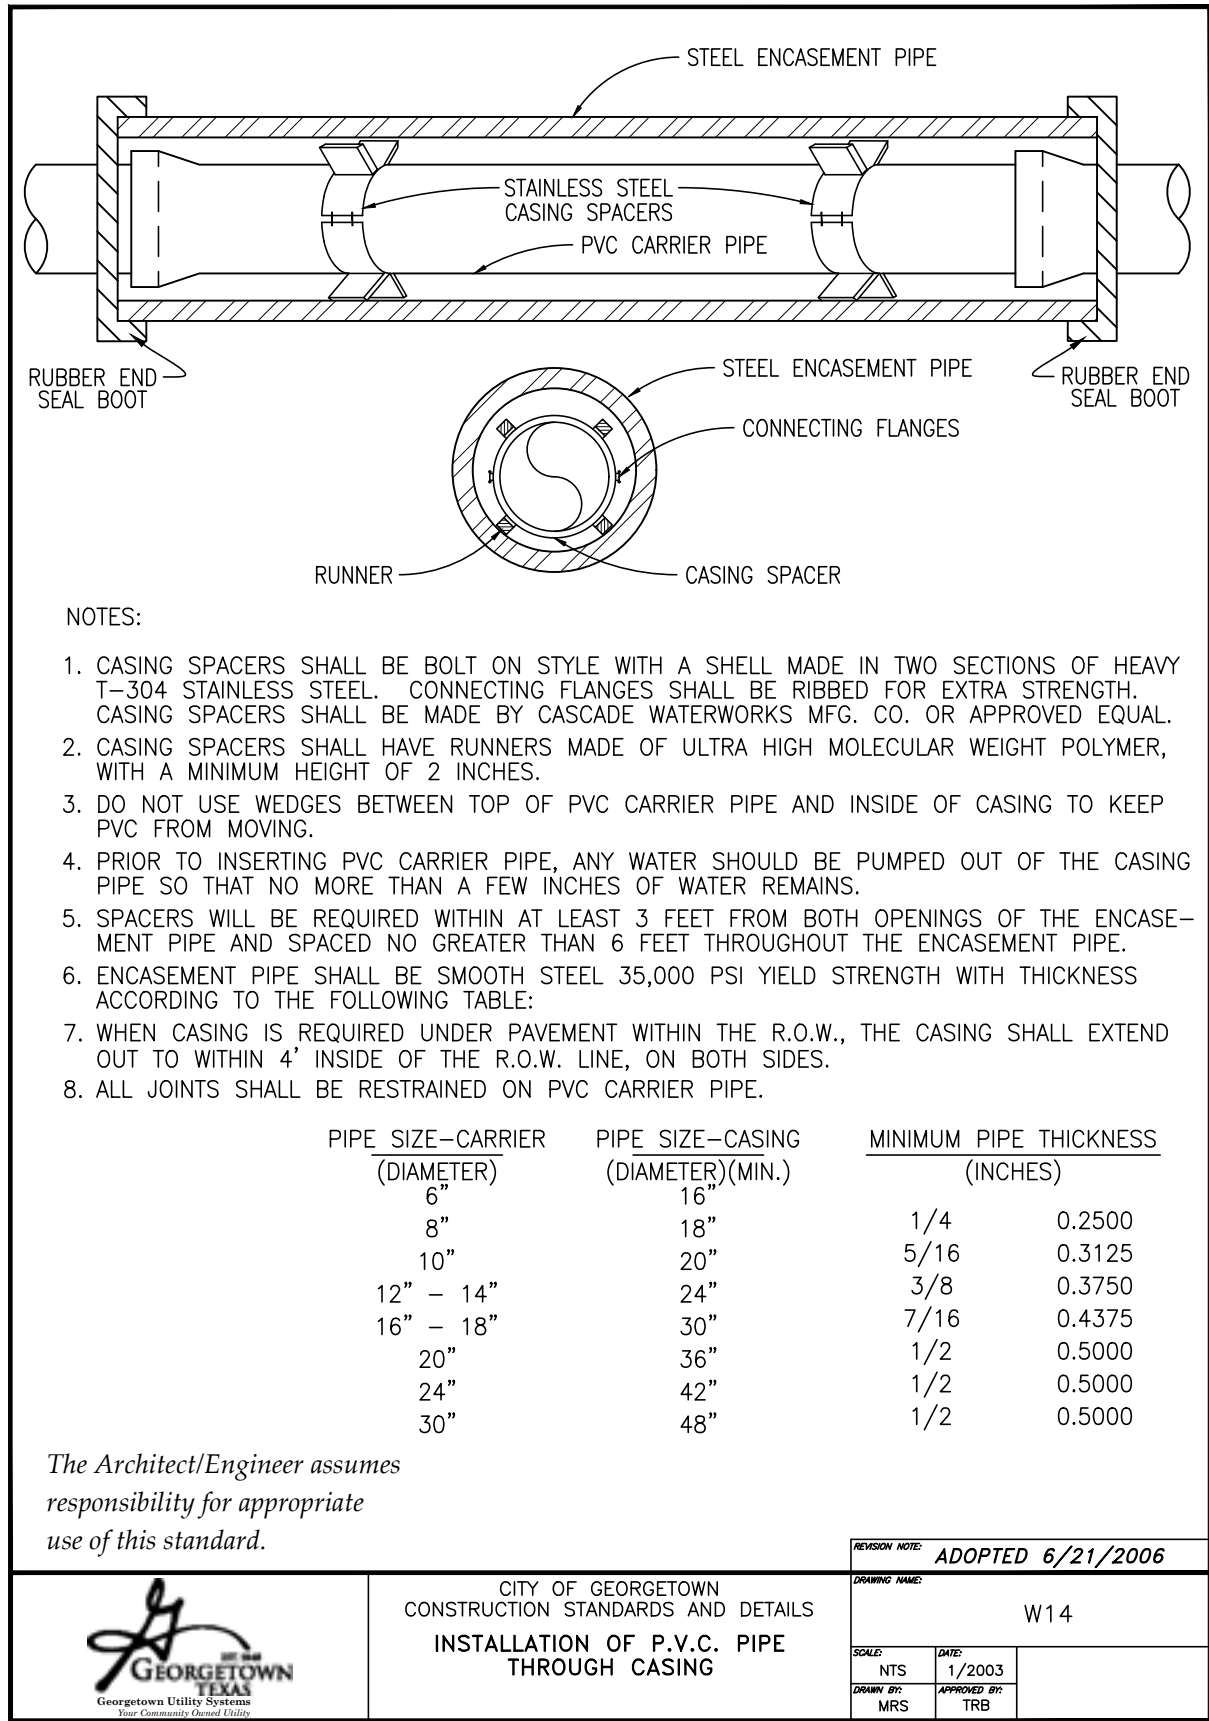 STEEL ENCASEMENT PIPE
STAINLESS STEEL
CASING SPACERS
PVC CARRIER PIPE
RUBBER END
SEAL BOOT
RUBBER END
SEAL BOOT
STEEL ENCASEMENT PIPE
CONNECTING FLANGES
RUNNER
CASING SPACER
NOTES:
1. CASING SPACERS SHALL BE BOLT ON STYLE WITH A SHELL MADE IN TWO SECTIONS OF HEAVY
T-304 STAINLESS STEEL. CONNECTING FLANGES SHALL BE RIBBED FOR EXTRA STRENGTH.
CASING SPACERS SHALL BE MADE BY CASCADE WATERWORKS MFG. CO. OR APPROVED EQUAL.
2. CASING SPACERS SHALL HAVE RUNNERS MADE OF ULTRA HIGH MOLECULAR WEIGHT POLYMER,
WITH A MINIMUM HEIGHT OF 2 INCHES.
3. DO NOT USE WEDGES BETWEEN TOP OF PVC CARRIER PIPE AND INSIDE OF CASING TO KEEP
PVC FROM MOVING.
4. PRIOR TO INSERTING PVC CARRIER PIPE, ANY WATER SHOULD BE PUMPED OUT OF THE CASING
PIPE SO THAT NO MORE THAN A FEW INCHES OF WATER REMAINS.
5. SPACERS WILL BE REQUIRED WITHIN AT LEAST 3 FEET FROM BOTH OPENINGS OF THE ENCASE-
MENT PIPE AND SPACED NO GREATER THAN 6 FEET THROUGHOUT THE ENCASEMENT PIPE.
6. ENCASEMENT PIPE SHALL BE SMOOTH STEEL 35,000 PSI YIELD STRENGTH WITH THICKNESS
ACCORDING TO THE FOLLOWING TABLE:
7. WHEN CASING IS REQUIRED UNDER PAVEMENT WITHIN THE R.O.W., THE CASING SHALL EXTEND
OUT TO WITHIN 4' INSIDE OF THE R.O.W. LINE, ON BOTH SIDES.
8. ALL JOINTS SHALL BE RESTRAINED ON PVC CARRIER PIPE.
PIPE SIZE-CARRIER PIPE SIZE-CASING MINIMUM PIPE THICKNESS
(DIAMETER) (DIAMETER)(MIN.) (INCHES)
6" 16"
8" 18" 1/4 0.2500
10" 20" 5/16 0.3125
12" - 14" 24" 3/8 0.3750
16" - 18" 30" 7/16 0.4375
20" 36" 1/2 0.5000
24" 42" 1/2 0.5000
30" 48" 1/2 0.5000
The Architect/Engineer assumes
responsibility for appropriate
use of this standard.
REVISION NOTE: ADOPTED 6/21/2006
EST. 1848
GEORGETOWN
TEXAS
Georgetown Utility Systems
Your Community Owned Utility
CITY OF GEORGETOWN
CONSTRUCTION STANDARDS AND DETAILS
INSTALLATION OF P.V.C. PIPE
THROUGH CASING
DRAWING NAME:
W14
SCALE: NTS
DATE: 1/2003
DRAWN BY: MRS
APPROVED BY: TRB